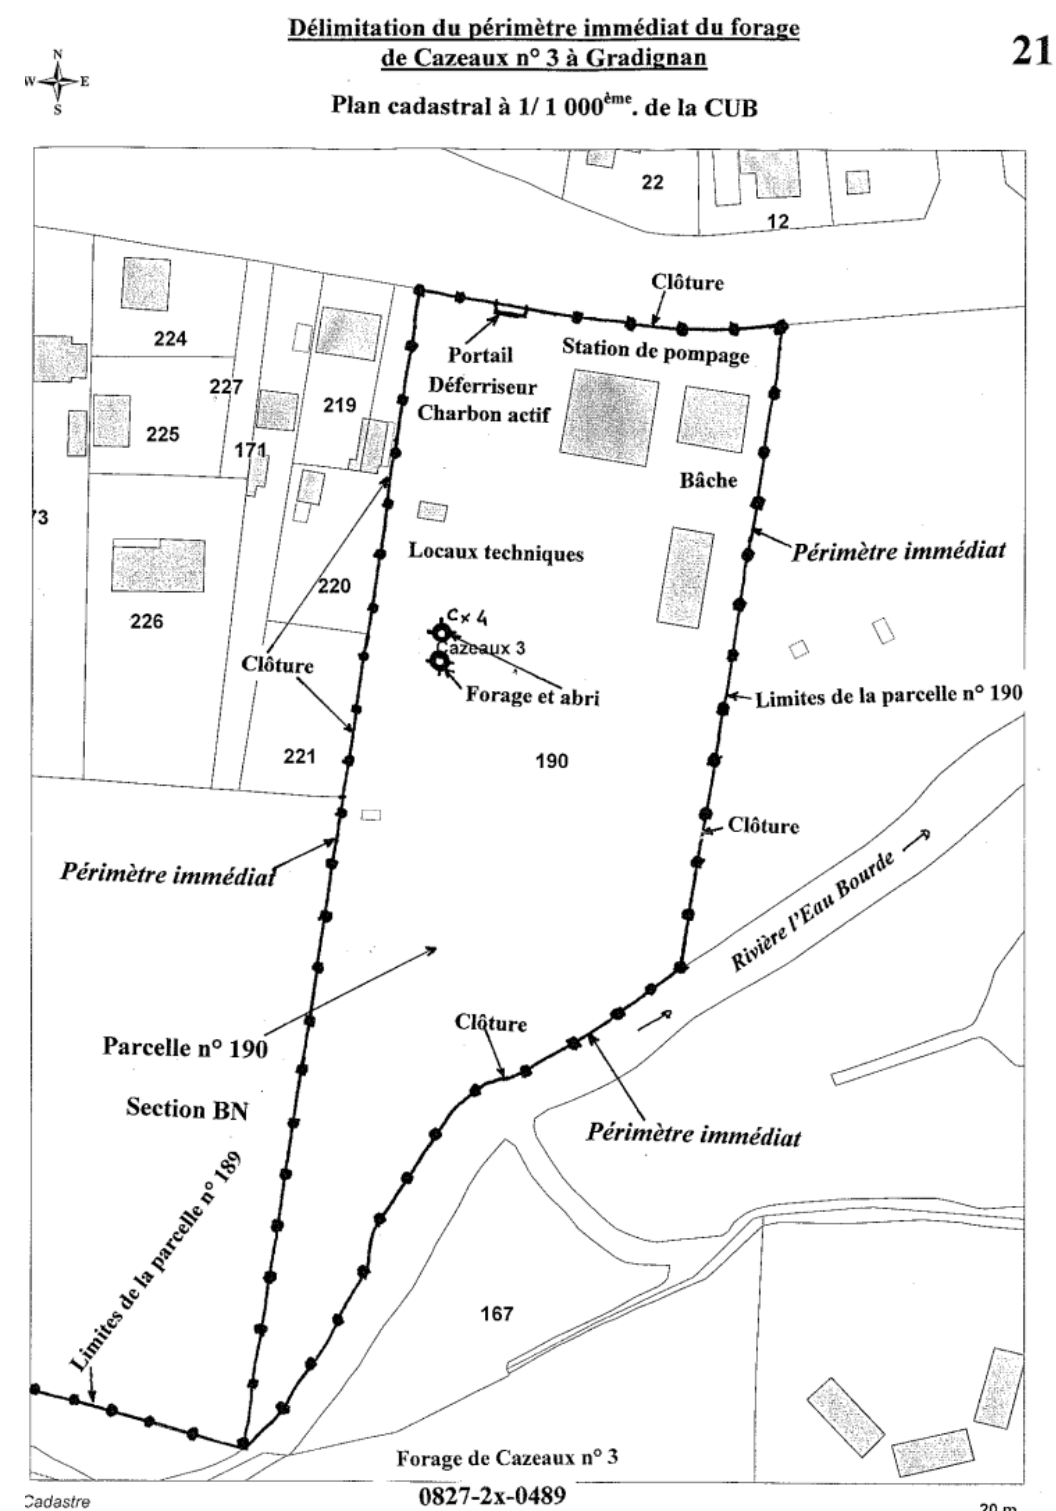 Délimitation du périmètre immédiat du forage
de Cazeaux n° 3 à Gradignan
21
N
W E
S
Plan cadastral à 1/ 1 000ème. de la CUB
22
12
Clôture
224
Portail
Station de pompage
Déferriseur
Charbon actif
227
219
225
171
Bâche
73
Locaux techniques
Périmètre immédiat
220
226
Cx 4
Cazeaux 3
Clôture
Forage et abri
Limites de la parcelle n° 190
221
190
Clôture
Périmètre immédiat
Rivière l'Eau Bourde
Clôture
Parcelle n° 190
Section BN
Périmètre immédiat
Limites de la parcelle n° 189
167
Forage de Cazeaux n° 3
0827-2x-0489
Cadastre
20 m